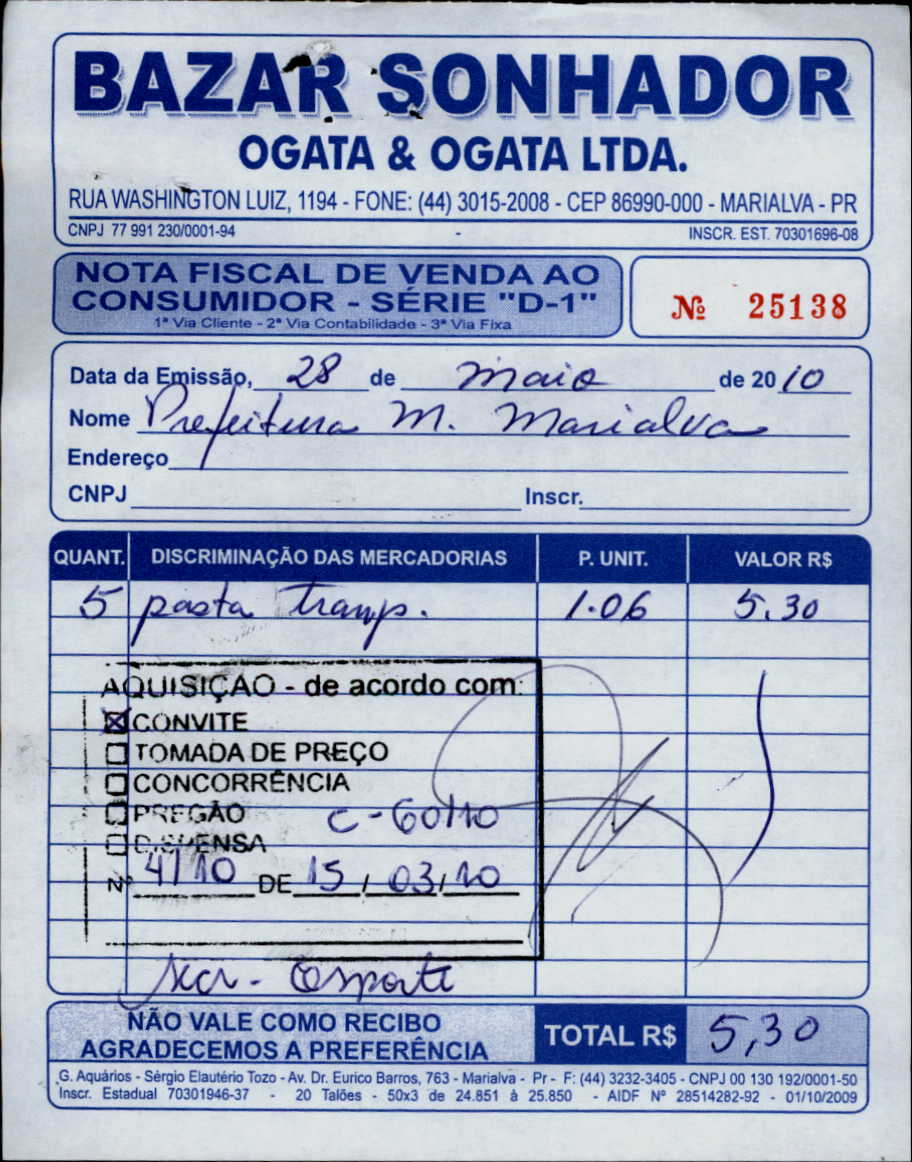 BAZAR SONHADOR
OGATA & OGATA LTDA.
RUA WASHINGTON LUIZ, 1194 - FONE: (44) 3015-2008 - CEP 86990-000 - MARIALVA - PR
CNPJ 77 991 230/0001-94 - INSCR. EST. 70301696-08
NOTA FISCAL DE VENDA AO
CONSUMIDOR - SÉRIE "D-1"
1ª Via Cliente - 2ª Via Contabilidade - 3ª Via Fixa
Nº 25138
Data da Emissão, 28 de maio de 2010
Nome Prefeitura M. Marialva
Endereço
CNPJ Inscr.
QUANT. DISCRIMINAÇÃO DAS MERCADORIAS P. UNIT. VALOR R$
5 pasta transp. 1.06 5.30
AQUISIÇÃO - de acordo com:
CONVITE
TOMADA DE PREÇO
CONCORRÊNCIA
PREGÃO C-60/10
DISPENSA
Nº 4/10 DE 15/03/10
Secr. Esporte
NÃO VALE COMO RECIBO
AGRADECEMOS A PREFERÊNCIA
TOTAL R$ 5,30
G. Aquários - Sérgio Elautério Tozo - Av. Dr. Eurico Barros, 763 - Marialva - Pr - F: (44) 3232-3405 - CNPJ 00 130 192/0001-50
Inscr. Estadual 70301946-37 - 20 Talões - 50x3 de 24.851 à 25.850 - AIDF Nº 28514282-92 - 01/10/2009